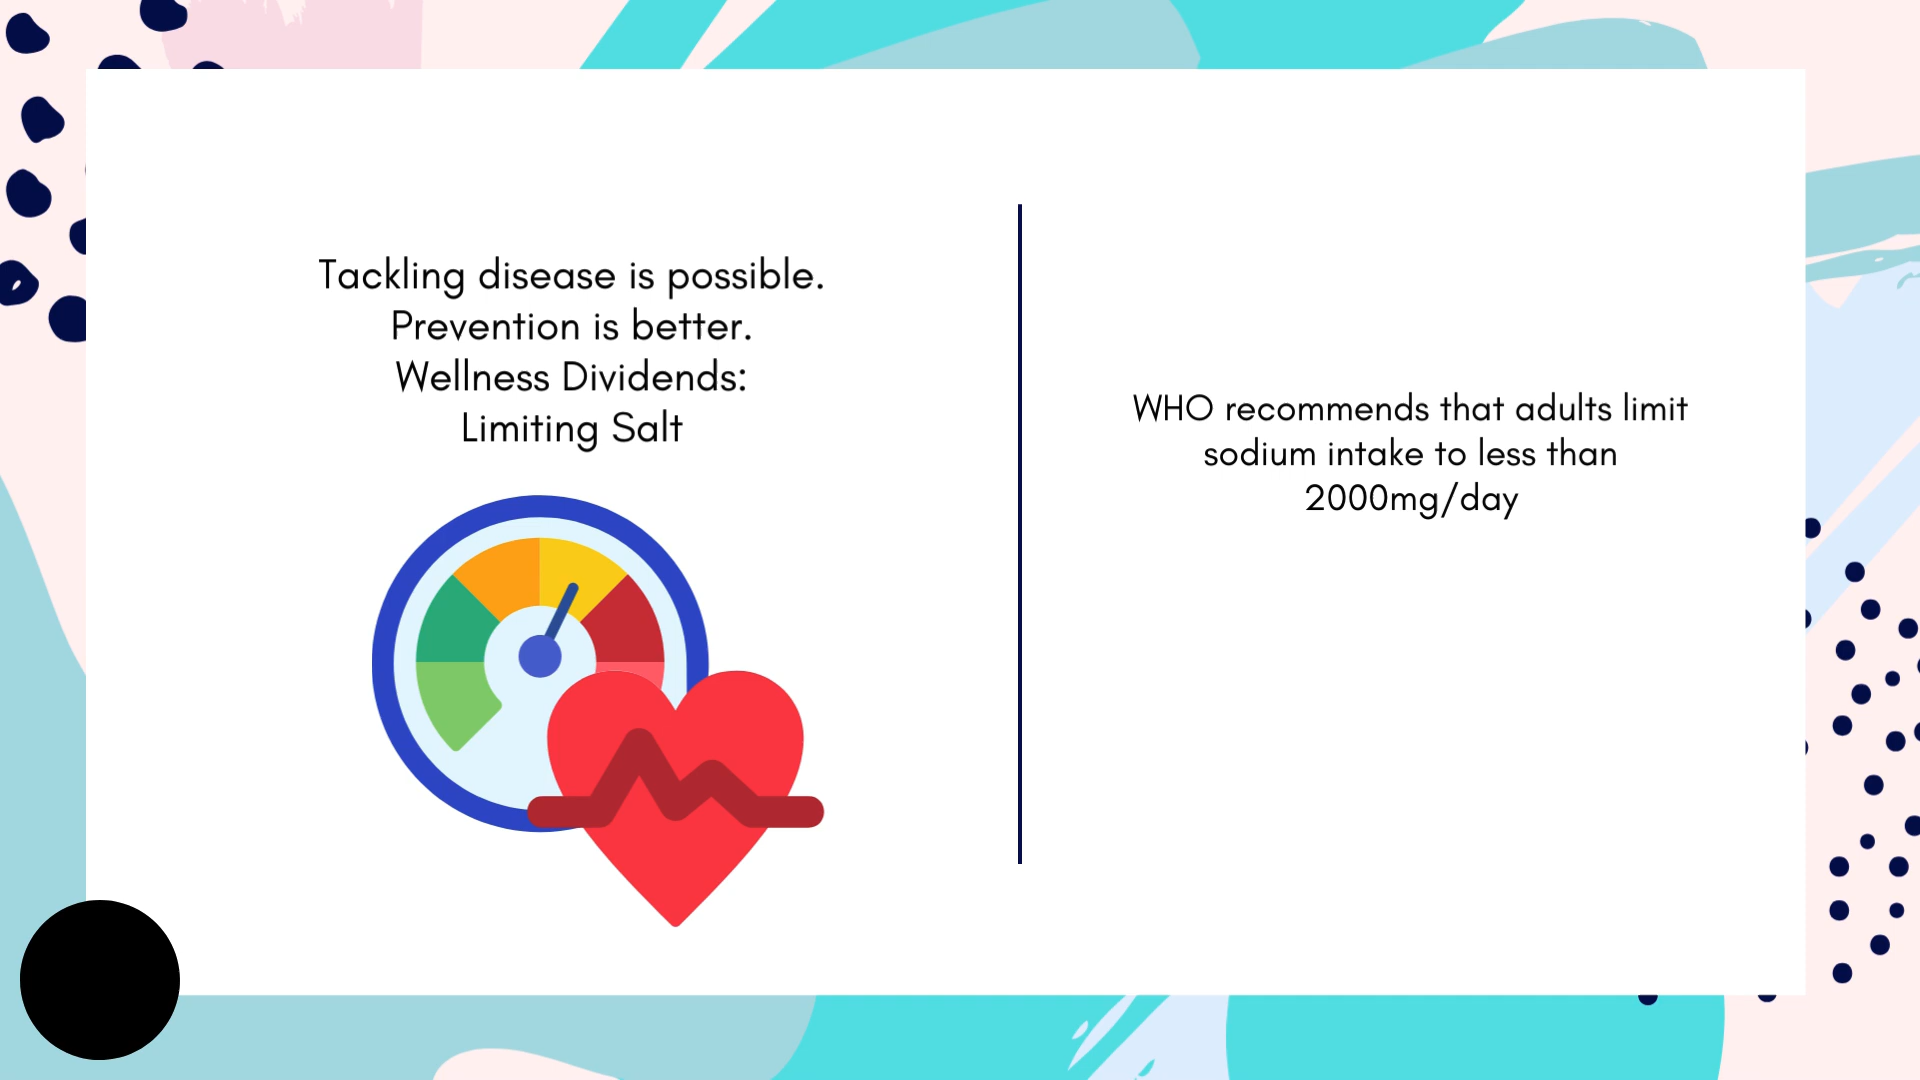 Tackling disease is possible.
Prevention is better.
Wellness Dividends:
Limiting Salt
WHO recommends that adults limit
sodium intake to less than
2000mg/day